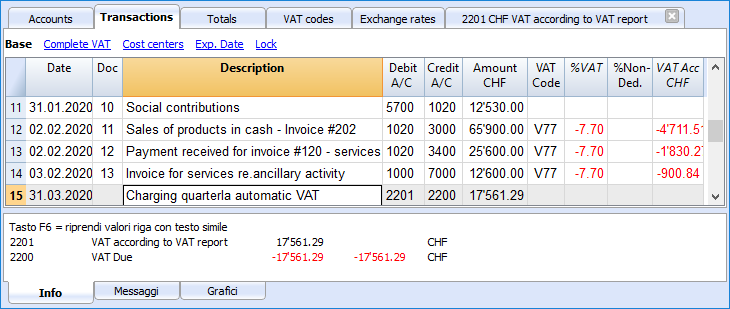 Accounts Transactions Totals VAT codes Exchange rates 2201 CHF VAT according to VAT report
Base Complete VAT Cost centers Exp. Date Lock
Date Doc Description Debit A/C Credit A/C Amount CHF VAT Code %VAT %Non-Ded. VAT Acc CHF
11 31.01.2020 10 Social contributions 5700 1020 12'530.00
12 02.02.2020 11 Sales of products in cash - Invoice #202 1020 3000 65'900.00 V77 -7.70 -4'711.51
13 02.02.2020 12 Payment received for invoice #120 - services 1020 3400 25'600.00 V77 -7.70 -1'830.27
14 03.02.2020 13 Invoice for services re.ancillary activity 1000 7000 12'600.00 V77 -7.70 -900.84
15 31.03.2020 Charging quarterla automatic VAT 2201 2200 17'561.29
Tasto F6 = riprendi valori riga con testo simile
2201 VAT according to VAT report 17'561.29 CHF
2200 VAT Due -17'561.29 -17'561.29 CHF
Info Messaggi Grafici